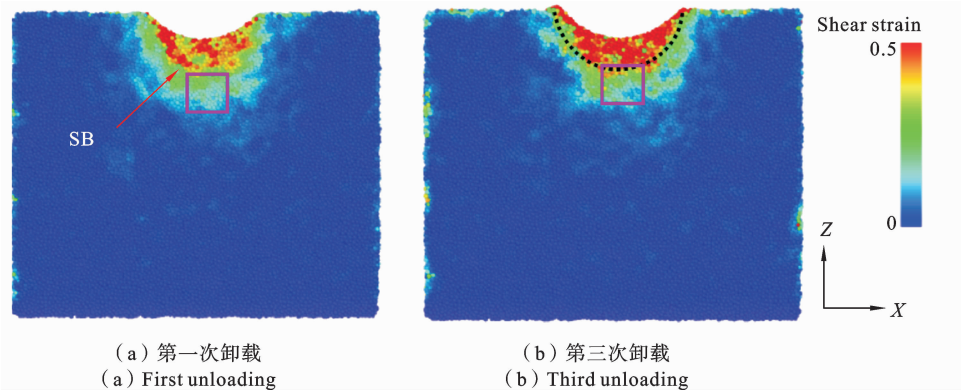 Shear strain
0.5
SB
0
Z
X
（a）第一次卸载
（b）第三次卸载
（a）First unloading
（b）Third unloading